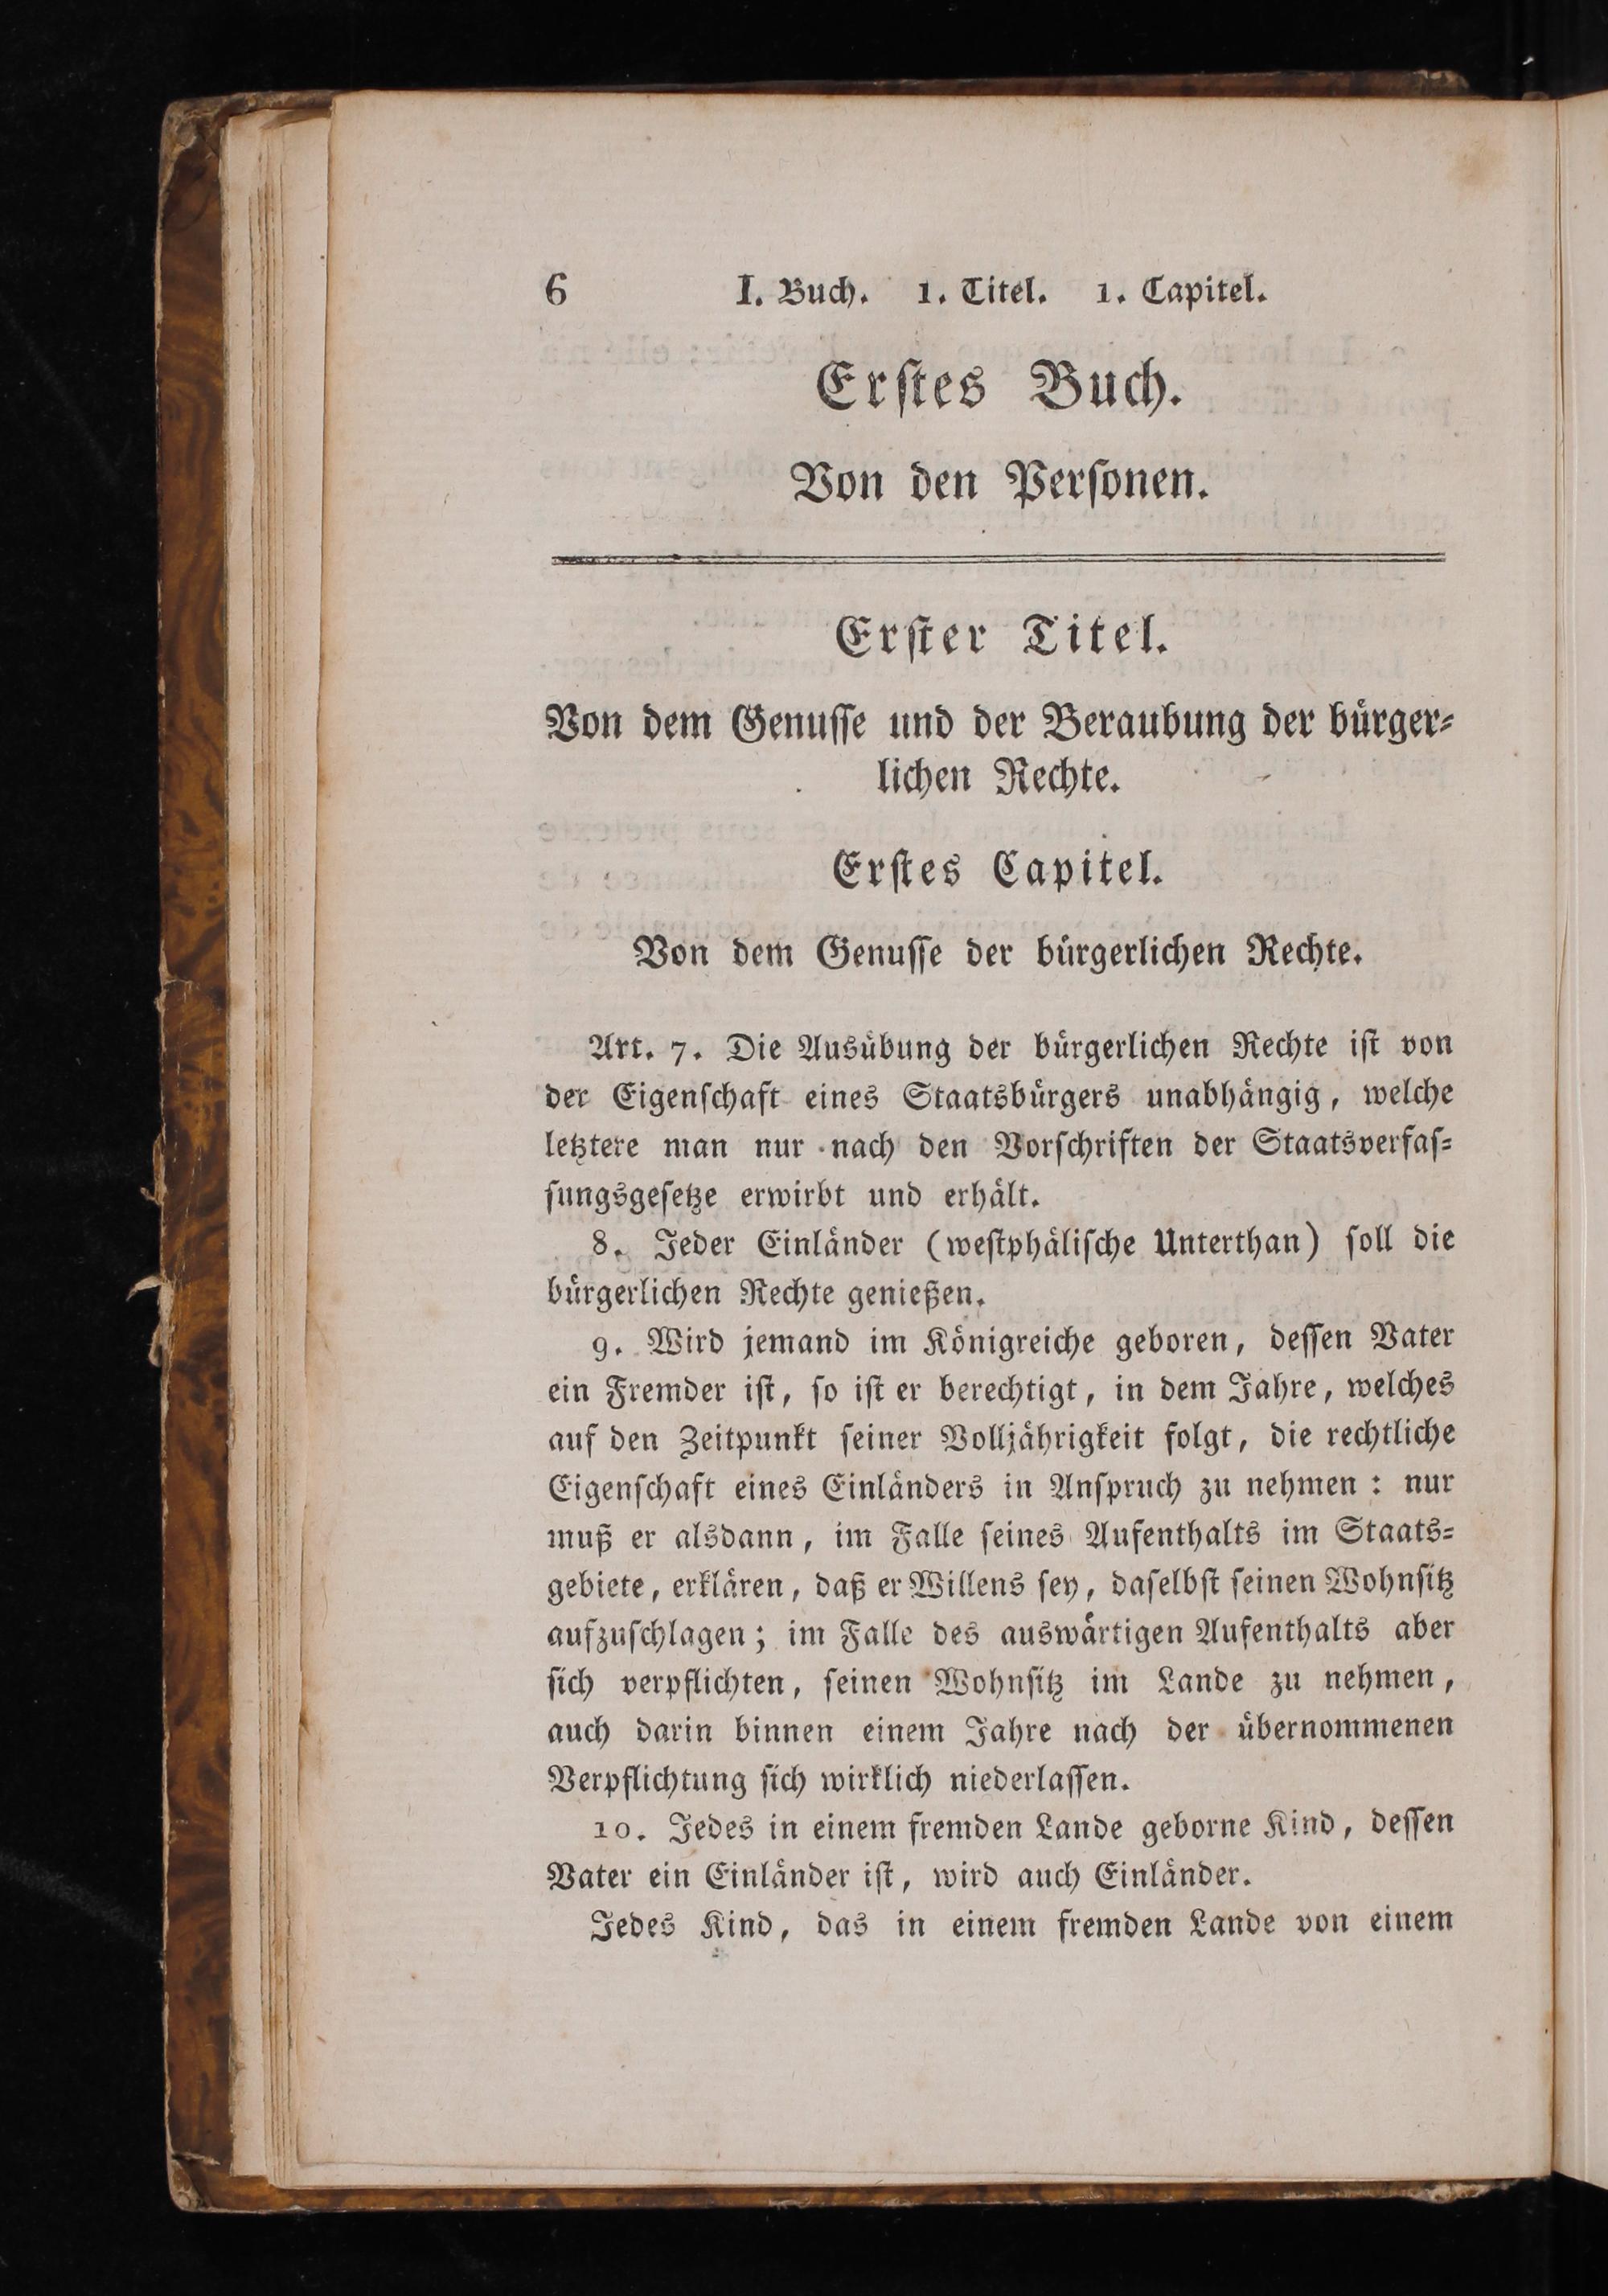 6 I. Buch. 1. Titel. 1. Capitel.
Erſtes Buch.
Von den Perſonen.
Erſter Titel.
Von dem Genuſſe und der Beraubung der bürger-
lichen Rechte.
Erſtes Capitel.
Von dem Genuſſe der bürgerlichen Rechte.
Art. 7. Die Ausübung der bürgerlichen Rechte iſt von
der Eigenſchaft eines Staatsbürgers unabhängig, welche
letztere man nur nach den Vorſchriften der Staatsverfaſ-
ſungsgeſetze erwirbt und erhält.
8. Jeder Einländer (weſtphäliſche Unterthan) ſoll die
bürgerlichen Rechte genießen.
9. Wird jemand im Königreiche geboren, deſſen Vater
ein Fremder iſt, ſo iſt er berechtigt, in dem Jahre, welches
auf den Zeitpunkt ſeiner Volljährigkeit folgt, die rechtliche
Eigenſchaft eines Einländers in Anſpruch zu nehmen: nur
muß er alsdann, im Falle ſeines Aufenthalts im Staats-
gebiete, erklären, daß er Willens ſey, daſelbſt ſeinen Wohnſitz
aufzuſchlagen; im Falle des auswärtigen Aufenthalts aber
ſich verpflichten, ſeinen Wohnſitz im Lande zu nehmen,
auch darin binnen einem Jahre nach der übernommenen
Verpflichtung ſich wirklich niederlaſſen.
10. Jedes in einem fremden Lande geborne Kind, deſſen
Vater ein Einländer iſt, wird auch Einländer.
Jedes Kind, das in einem fremden Lande von einem